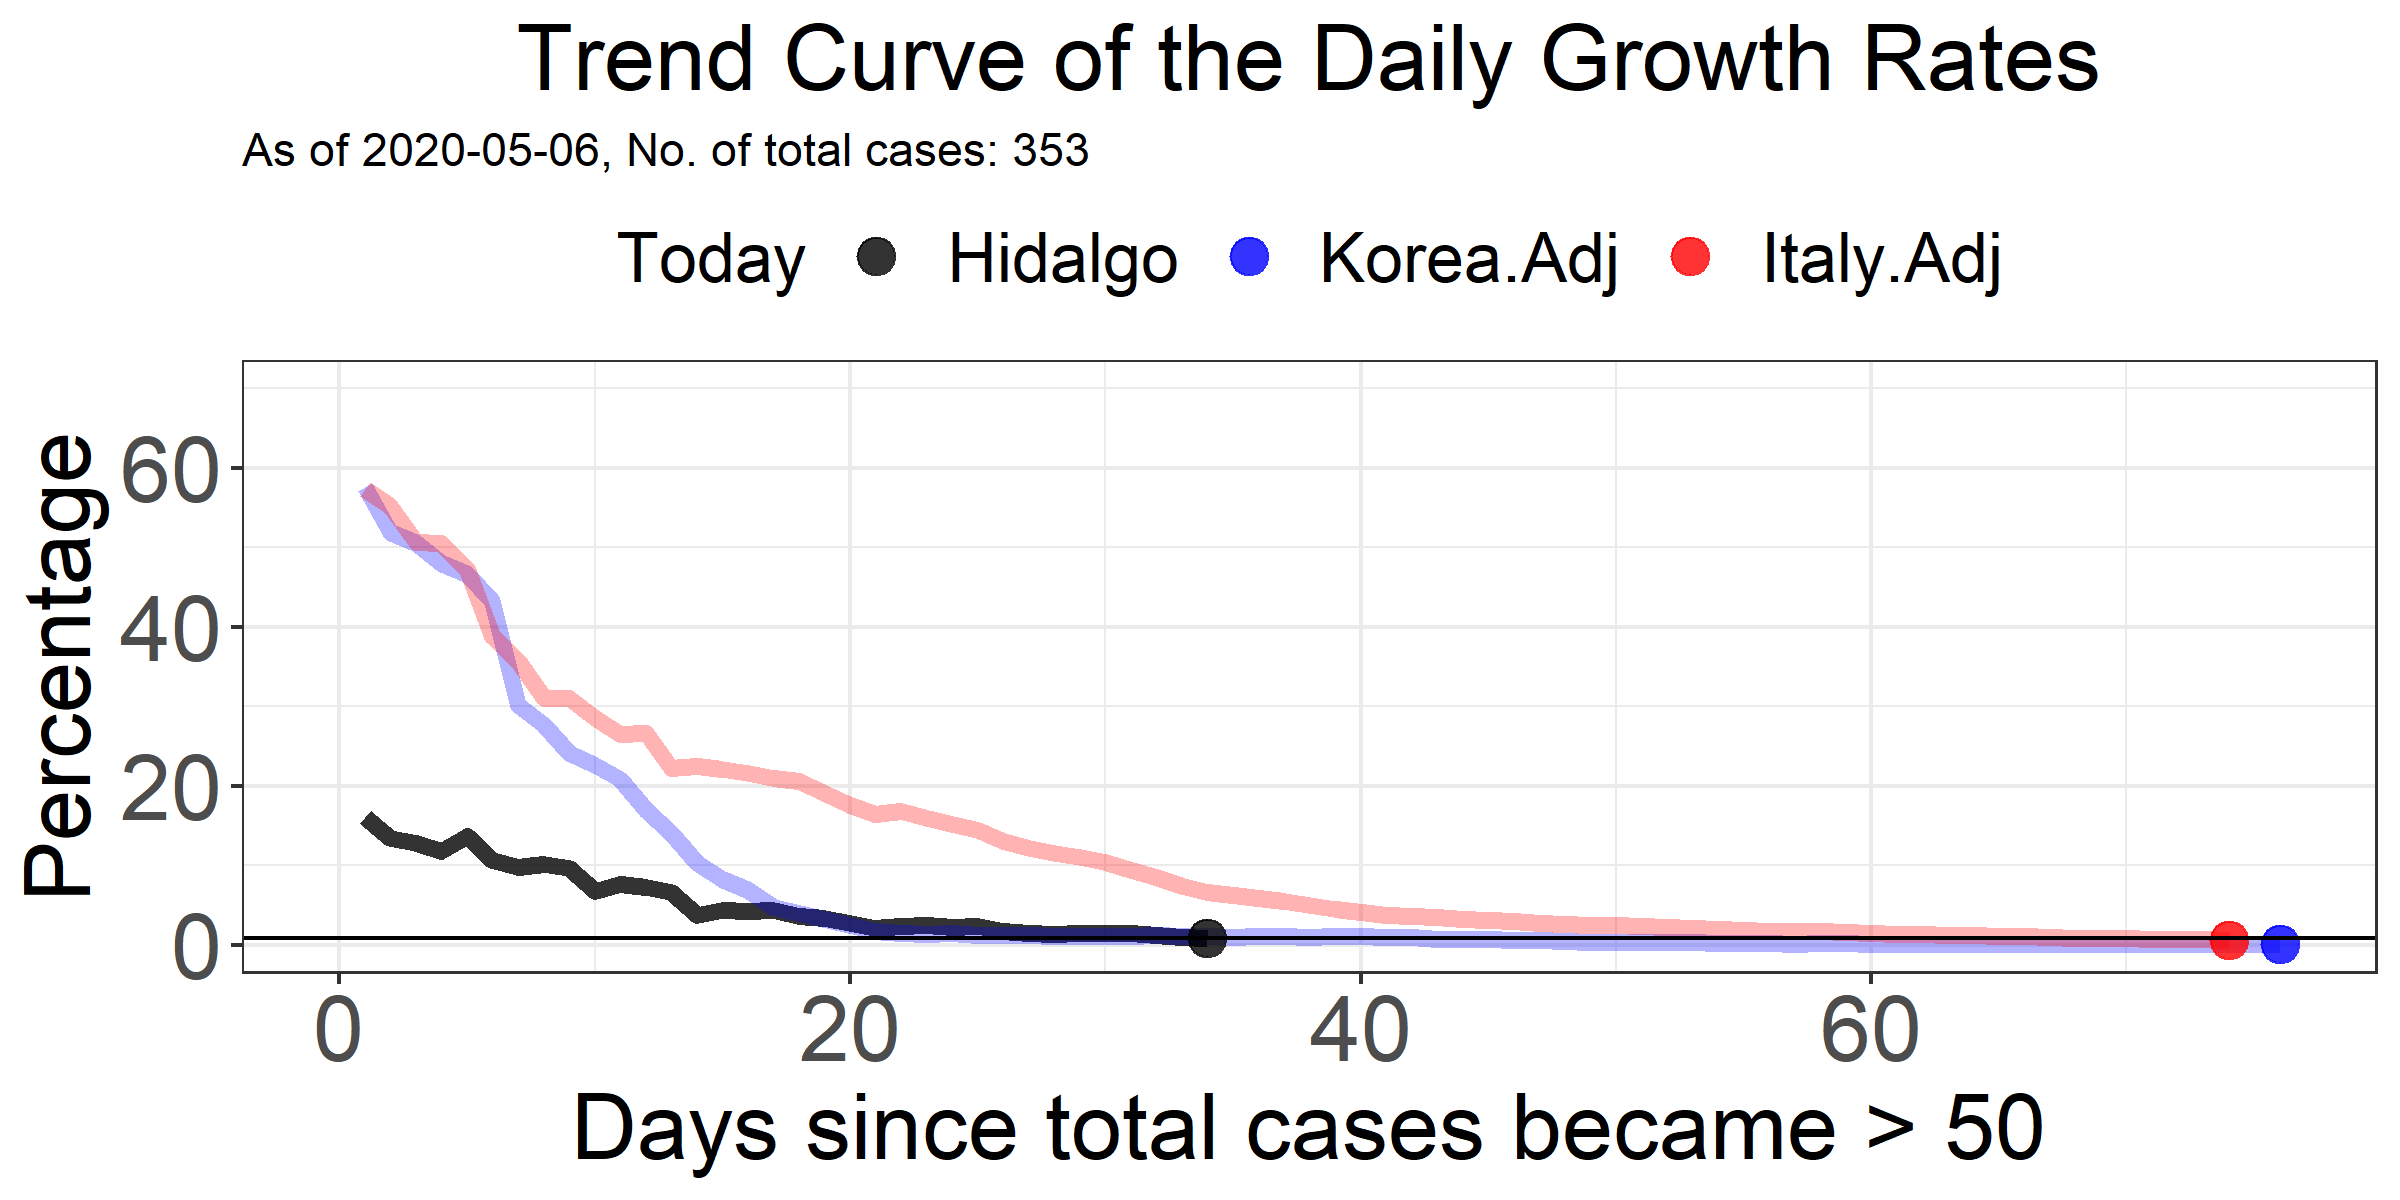 Trend Curve of the Daily Growth Rates
As of 2020-05-06, No. of total cases: 353
Today Hidalgo Korea.Adj Italy.Adj
Percentage
60
40
20
0
0 20 40 60
Days since total cases became > 50